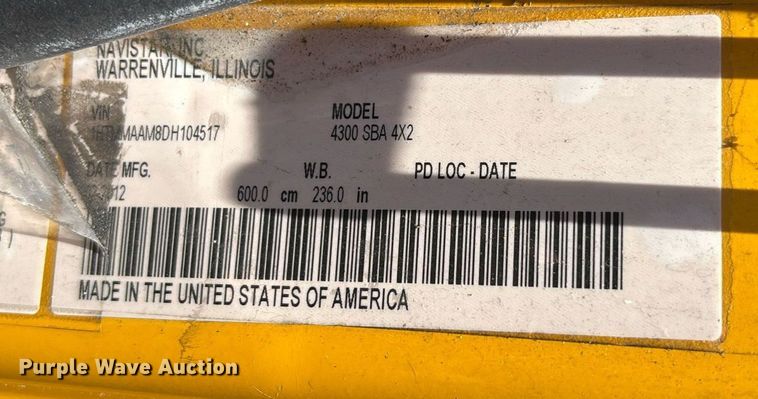 NAVISTAR, INC
WARRENVILLE, ILLINOIS
VIN MODEL
1HTMMAAM8DH104517 4300 SBA 4X2
DATE MFG. W.B. PD LOC - DATE
600.0 cm 236.0 in
MADE IN THE UNITED STATES OF AMERICA
Purple Wave Auction